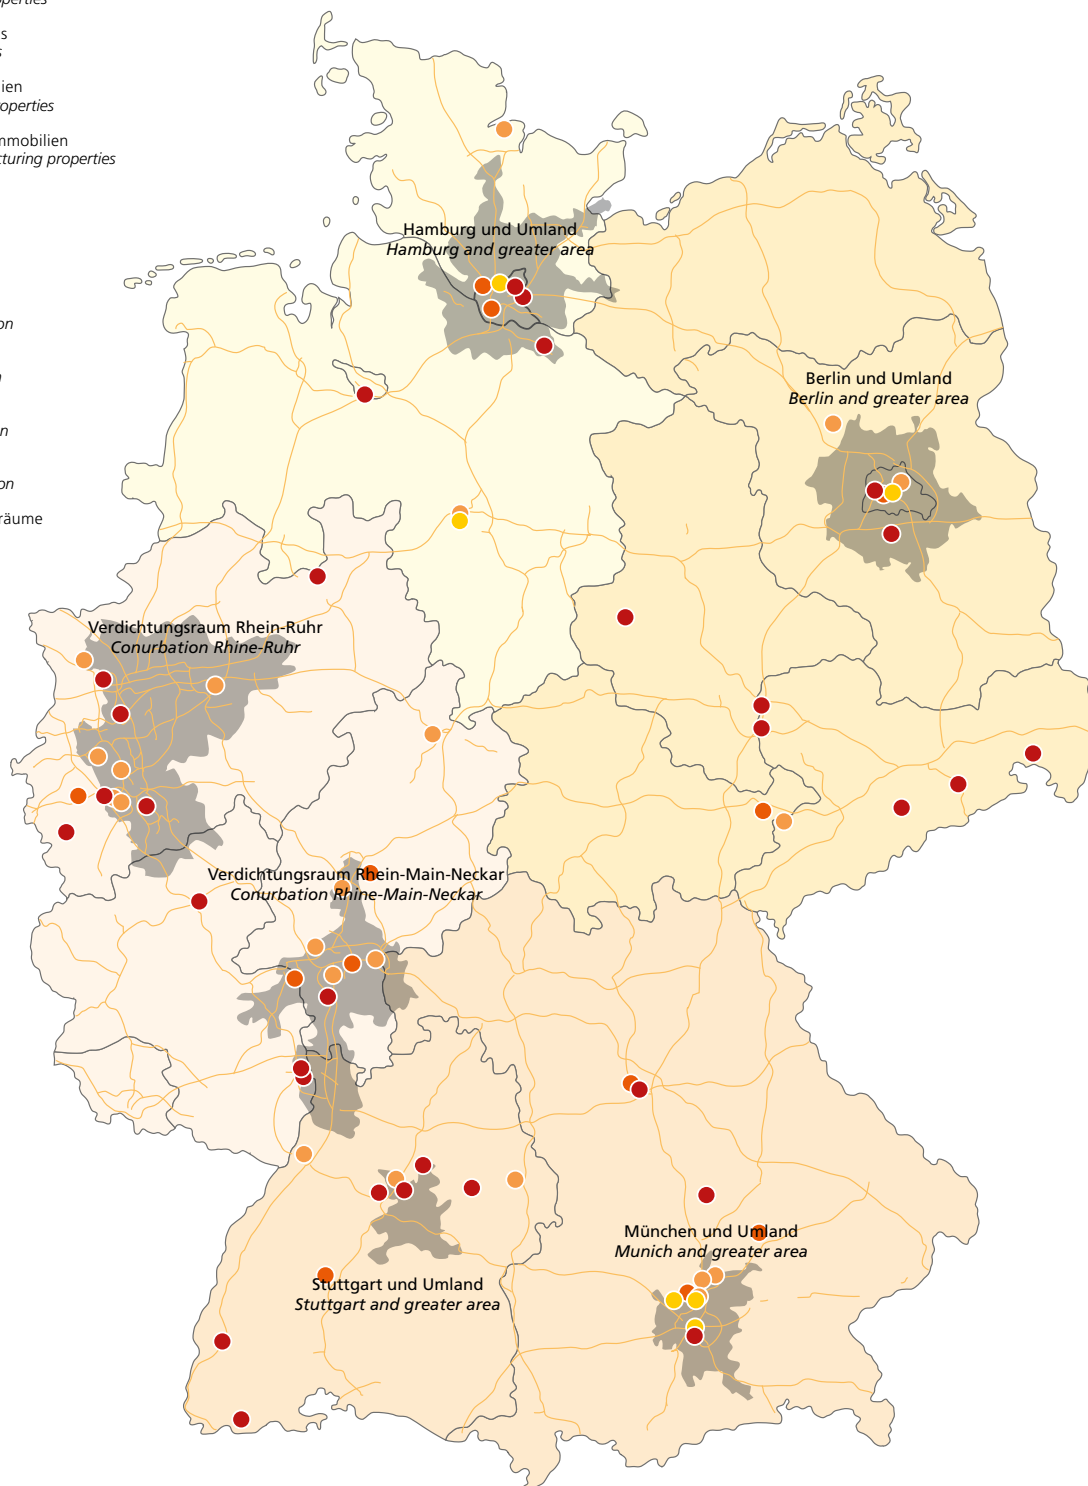 ien
operties
mmobilien
cturing properties
on
en
on
räume
Hamburg und Umland
Hamburg and greater area
Berlin und Umland
Berlin and greater area
Verdichtungsraum Rhein-Ruhr
Conurbation Rhine-Ruhr
Verdichtungsraum Rhein-Main-Neckar
Conurbation Rhine-Main-Neckar
München und Umland
Munich and greater area
Stuttgart und Umland
Stuttgart and greater area